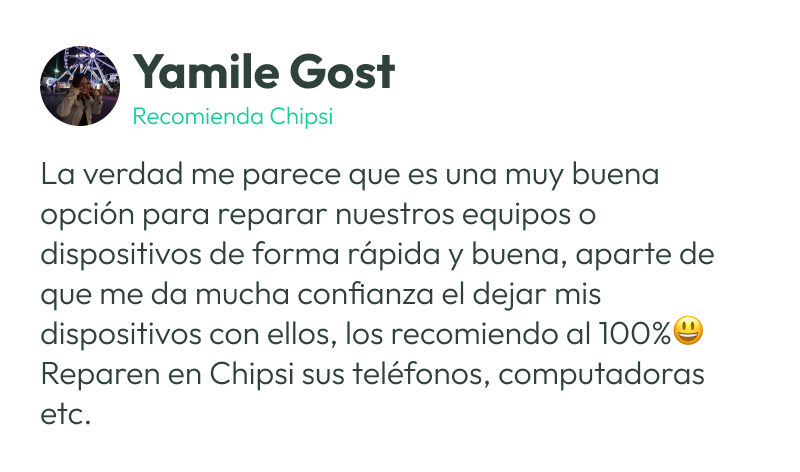 Yamile Gost
Recomienda Chipsi
La verdad me parece que es una muy buena
opción para reparar nuestros equipos o
dispositivos de forma rápida y buena, aparte de
que me da mucha confianza el dejar mis
dispositivos con ellos, los recomiendo al 100%😃
Reparen en Chipsi sus teléfonos, computadoras
etc.